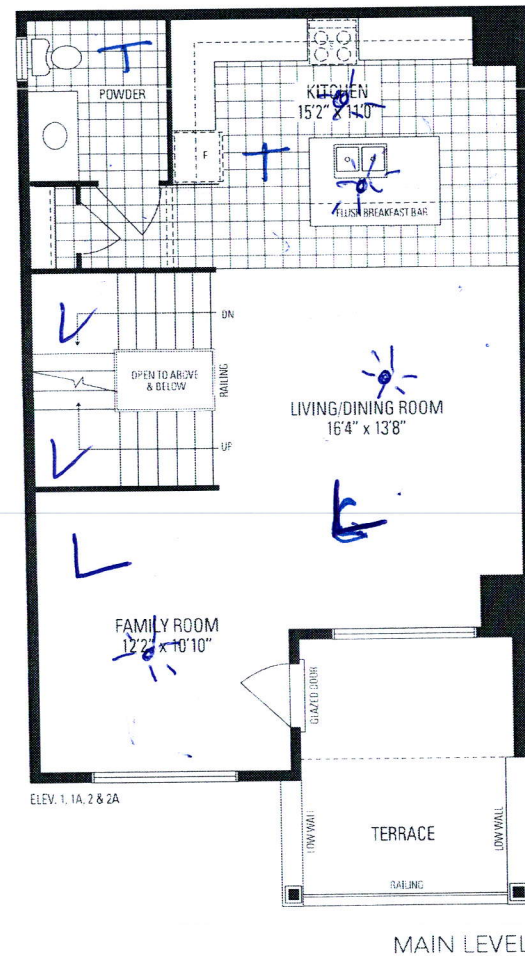 POWDER
KITCHEN
15'2" x 11'0"
F
FLUSH BREAKFAST BAR
DN
OPEN TO ABOVE
& BELOW
RAILING
UP
LIVING/DINING ROOM
16'4" x 13'8"
FAMILY ROOM
12'2" x 10'10"
GLAZED DOOR
ELEV. 1, 1A, 2 & 2A
LOW WALL
TERRACE
LOW WALL
RAILING
MAIN LEVEL
T
T
V
V
L
L